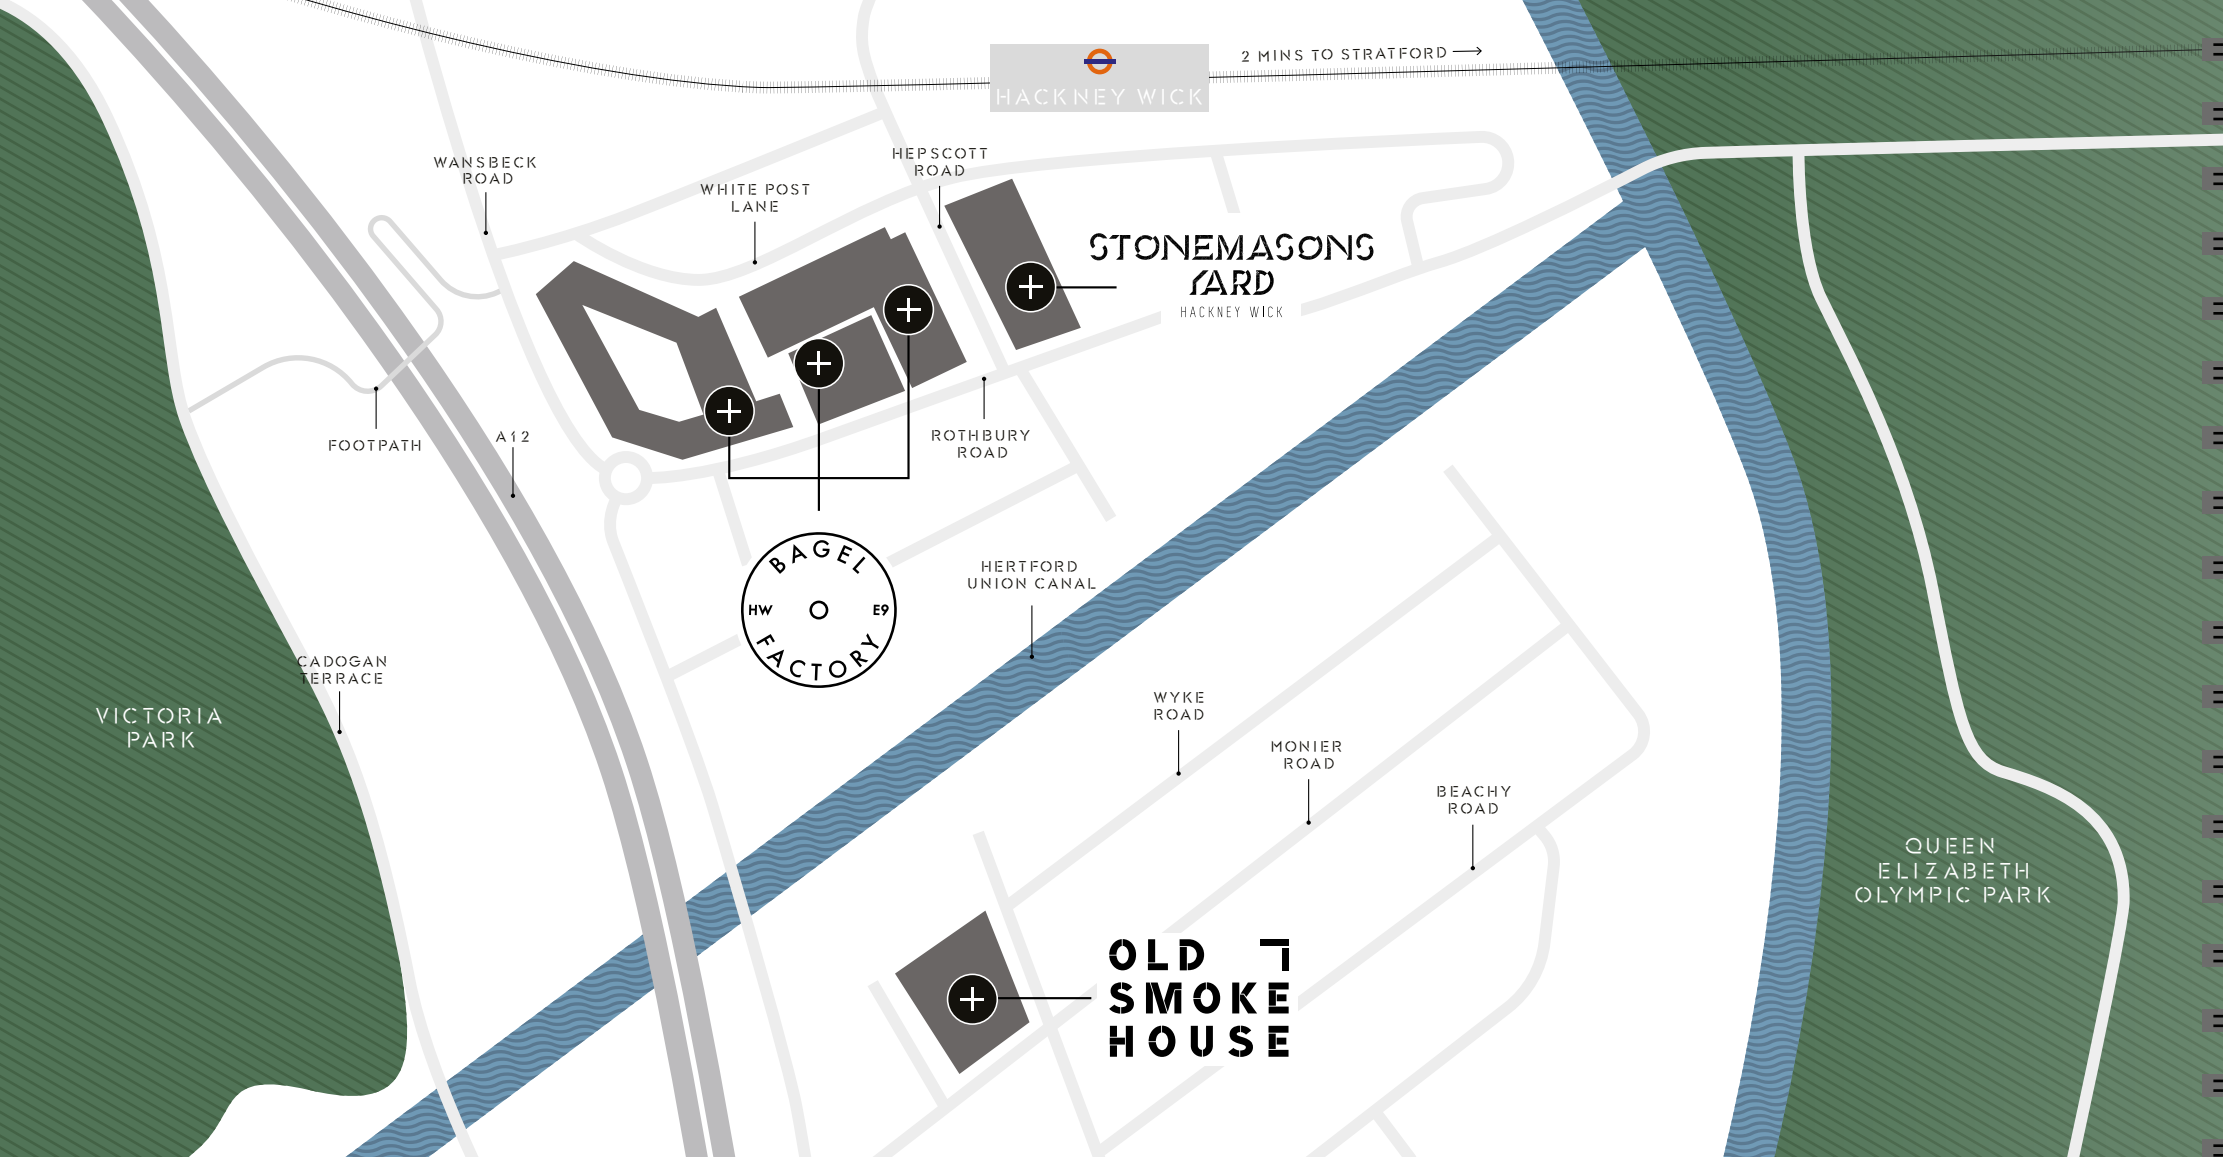 2 MINS TO STRATFORD
HACKNEY WICK
HEPSCOTT
ROAD
WANSBECK
ROAD
WHITE POST
LANE
STONEMASONS
YARD
HACKNEY WICK
FOOTPATH
A12
ROTHBURY
ROAD
BAGEL
HW
E9
FACTORY
HERTFORD
UNION CANAL
CADOGAN
TERRACE
VICTORIA
PARK
WYKE
ROAD
MONIER
ROAD
BEACHY
ROAD
QUEEN
ELIZABETH
OLYMPIC PARK
OLD
SMOKE
HOUSE